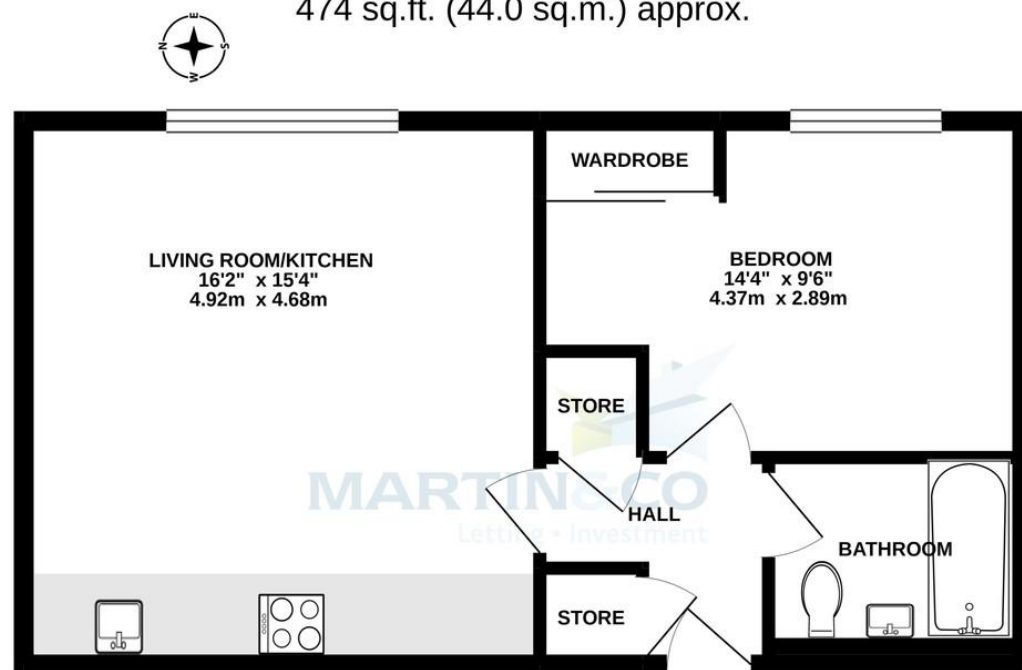 474 sq.ft. (44.0 sq.m.) approx.
E
N
S
W
WARDROBE
LIVING ROOM/KITCHEN
16'2" x 15'4"
4.92m x 4.68m
BEDROOM
14'4" x 9'6"
4.37m x 2.89m
STORE
MARTIN&CO
Letting • Investment
HALL
BATHROOM
STORE